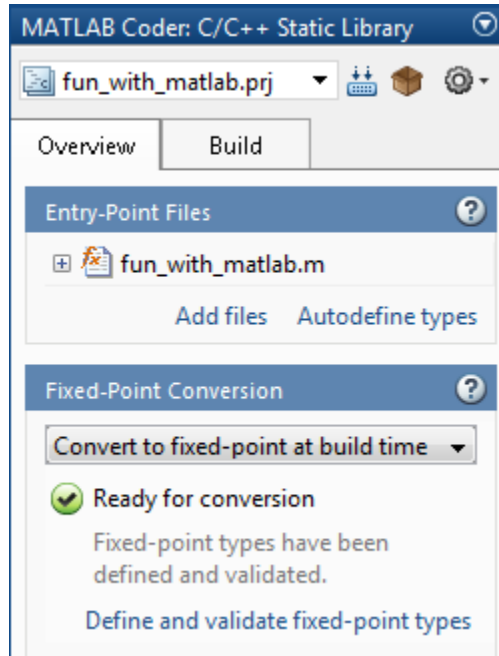 MATLAB Coder: C/C++ Static Library
fun_with_matlab.prj
Overview Build
Entry-Point Files ?
fun_with_matlab.m
Add files Autodefine types
Fixed-Point Conversion ?
Convert to fixed-point at build time
Ready for conversion
Fixed-point types have been
defined and validated.
Define and validate fixed-point types